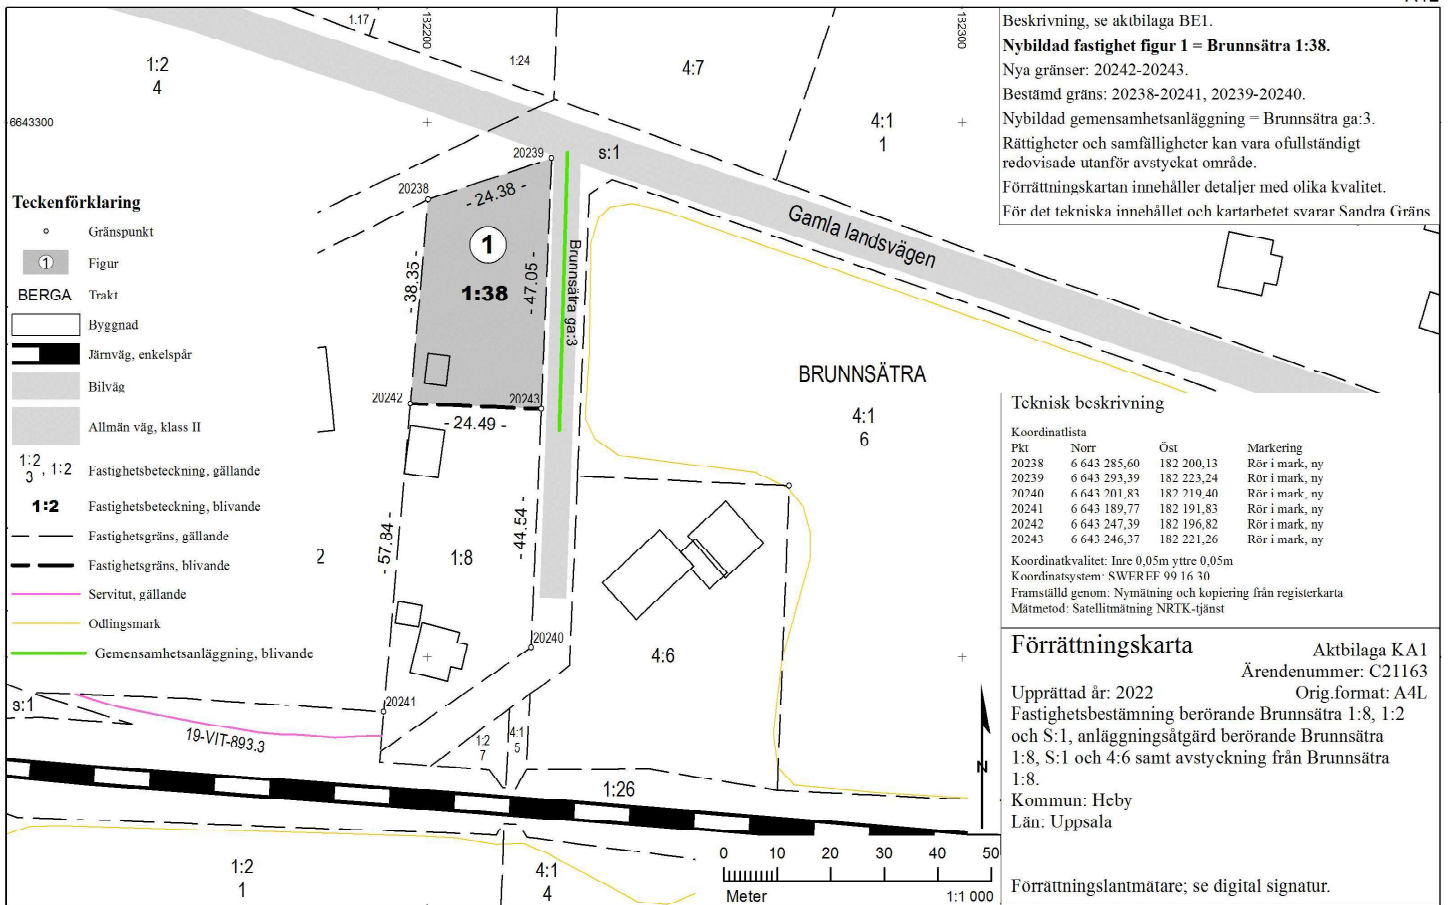 1.17
132200
132300
1:24
4:7
1:2
4
6643300
4:1
1
s:1
20239
20238
- 24.38 -
1
1:38
- 38.35 -
- 47.05 -
Brunnsätra ga:3
Gamla landsvägen
20242
20243
- 24.49 -
BRUNNSÄTRA
4:1
6
- 57.84 -
1:8
- 44.54 -
2
20240
4:6
20241
s:1
19-VIT-893.3
1:2
7
4:1
5
1:26
N
1:2
1
4:1
4
Teckenförklaring
Gränspunkt
1 Figur
BERGA Trakt
Byggnad
Järnväg, enkelspår
Bilväg
Allmän väg, klass II
1:2
3 , 1:2 Fastighetsbeteckning, gällande
1:2 Fastighetsbeteckning, blivande
Fastighetsgräns, gällande
Fastighetsgräns, blivande
Servitut, gällande
Odlingsmark
Gemensamhetsanläggning, blivande
Beskrivning, se aktbilaga BE1.
Nybildad fastighet figur 1 = Brunnsätra 1:38.
Nya gränser: 20242-20243.
Bestämd gräns: 20238-20241, 20239-20240.
Nybildad gemensamhetsanläggning = Brunnsätra ga:3.
Rättigheter och samfälligheter kan vara ofullständigt
redovisade utanför avstyckat område.
Förrättningskartan innehåller detaljer med olika kvalitet.
För det tekniska innehållet och kartarbetet svarar Sandra Gräns
Teknisk beskrivning
Koordinatlista
Pkt Norr Öst Markering
20238 6 643 285,60 182 200,13 Rör i mark, ny
20239 6 643 293,39 182 223,24 Rör i mark, ny
20240 6 643 201,83 182 219,40 Rör i mark, ny
20241 6 643 189,77 182 191,83 Rör i mark, ny
20242 6 643 247,39 182 196,82 Rör i mark, ny
20243 6 643 246,37 182 221,26 Rör i mark, ny
Koordinatkvalitet: Inre 0,05m yttre 0,05m
Koordinatsystem: SWEREF 99 16 30
Framställd genom: Nymätning och kopiering från registerkarta
Mätmetod: Satellitmätning NRTK-tjänst
Förrättningskarta Aktbilaga KA1
Ärendenummer: C21163
Upprättad år: 2022 Orig.format: A4L
Fastighetsbestämning berörande Brunnsätra 1:8, 1:2
och S:1, anläggningsåtgärd berörande Brunnsätra
1:8, S:1 och 4:6 samt avstyckning från Brunnsätra
1:8.
Kommun: Heby
Län: Uppsala
Förrättningslantmätare; se digital signatur.
0 10 20 30 40 50
Meter 1:1 000